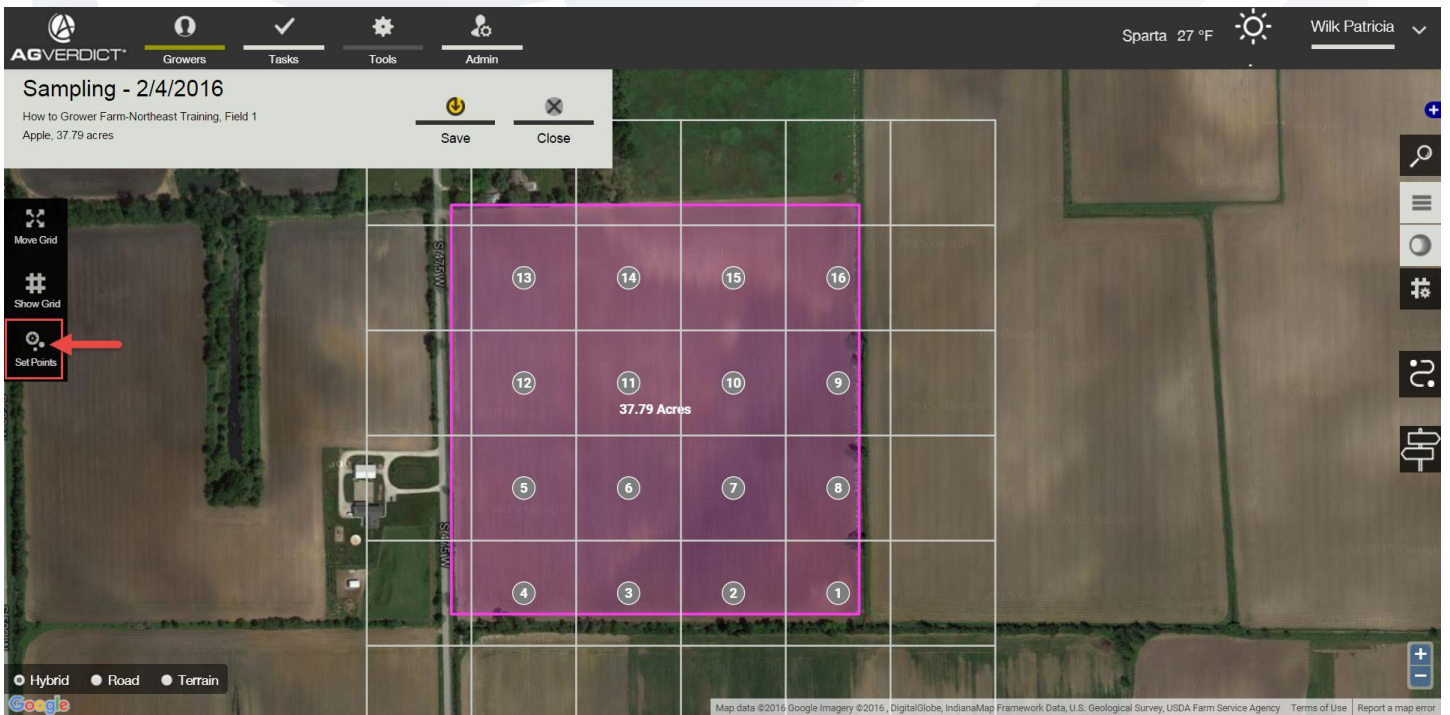 AGVERDICT®
Growers
Tasks
Tools
Admin
Sparta 27 °F
Wilk Patricia
Sampling - 2/4/2016
How to Grower Farm-Northeast Training, Field 1
Apple, 37.79 acres
Save
Close
Move Grid
Show Grid
Set Points
S 475 W
13
14
15
16
12
11
10
9
37.79 Acres
5
6
7
8
S 475 W
4
3
2
1
+
−
Hybrid
Road
Terrain
Google
Map data ©2016 Google Imagery ©2016 , DigitalGlobe, IndianaMap Framework Data, U.S. Geological Survey, USDA Farm Service Agency
Terms of Use
Report a map error